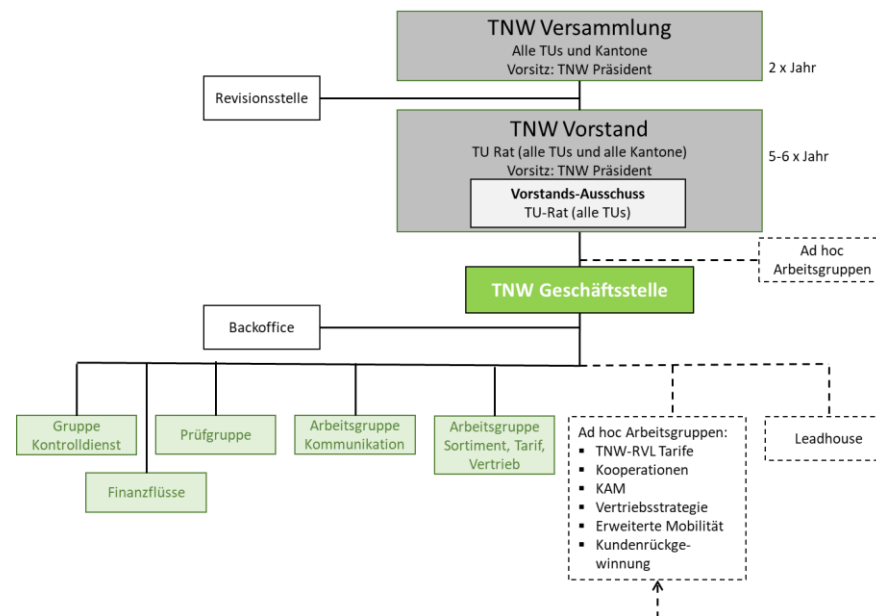 TNW Versammlung
Alle TUs und Kantone
Vorsitz: TNW Präsident
2 x Jahr
Revisionsstelle
TNW Vorstand
TU Rat (alle TUs und alle Kantone)
Vorsitz: TNW Präsident
5-6 x Jahr
Vorstands-Ausschuss
TU-Rat (alle TUs)
Ad hoc
Arbeitsgruppen
TNW Geschäftsstelle
Backoffice
Gruppe
Kontrolldienst
Finanzflüsse
Prüfgruppe
Arbeitsgruppe
Kommunikation
Arbeitsgruppe
Sortiment, Tarif,
Vertrieb
Ad hoc Arbeitsgruppen:
▪ TNW-RVL Tarife
▪ Kooperationen
▪ KAM
▪ Vertriebsstrategie
▪ Erweiterte Mobilität
▪ Kundenrückge-
winnung
Leadhouse